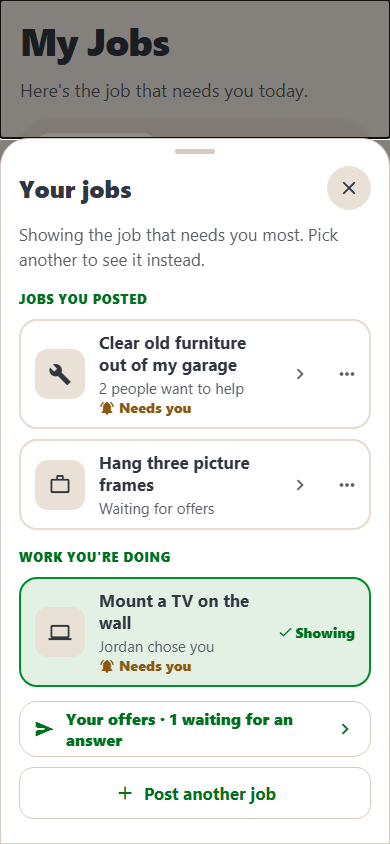 My Jobs
Here's the job that needs you today.
Your jobs
Showing the job that needs you most. Pick
another to see it instead.
JOBS YOU POSTED
Clear old furniture
out of my garage
2 people want to help
Needs you
Hang three picture
frames
Waiting for offers
WORK YOU'RE DOING
Mount a TV on the
wall
Jordan chose you
Needs you
Showing
Your offers · 1 waiting for an
answer
Post another job